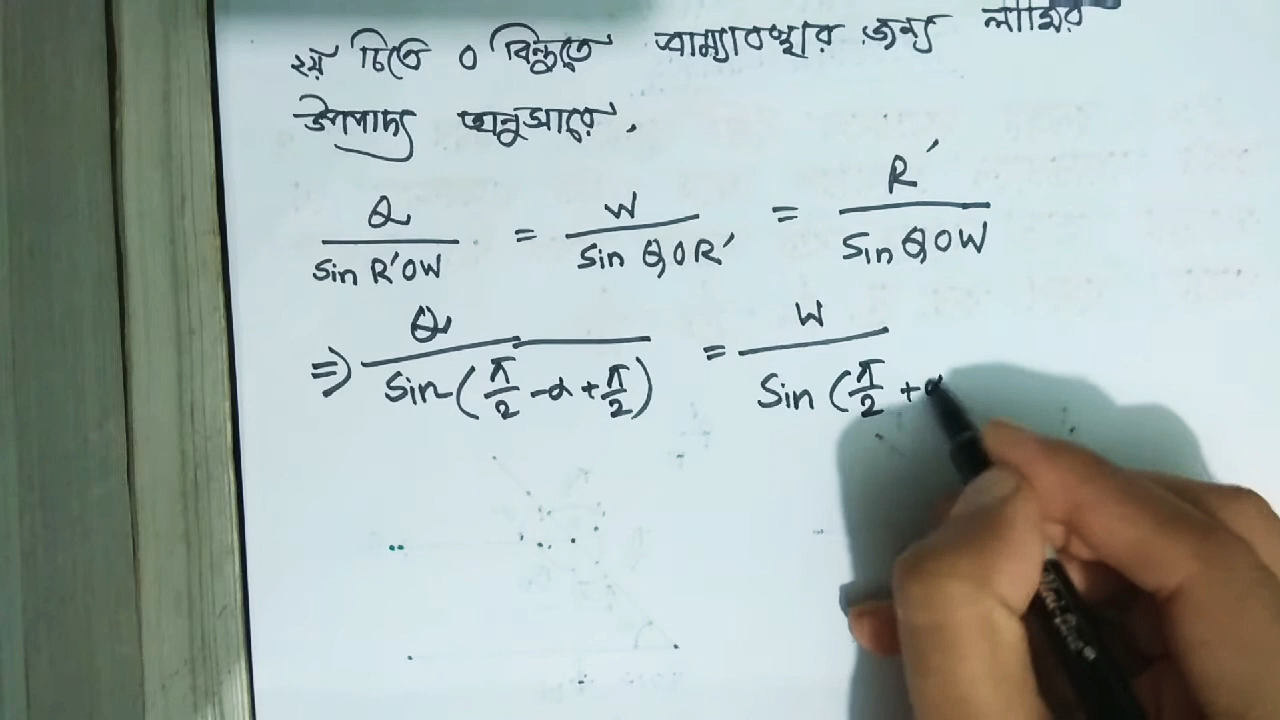 ২য় চিত্রে O বিন্দুতে সাম্যাবস্থার জন্য লামির
উপপাদ্য অনুসারে,
Q/sin R'OW = W/sin QOR' = R'/sin QOW
⇒ Q/sin(π/2 -α + π/2) = W/sin(π/2 + α